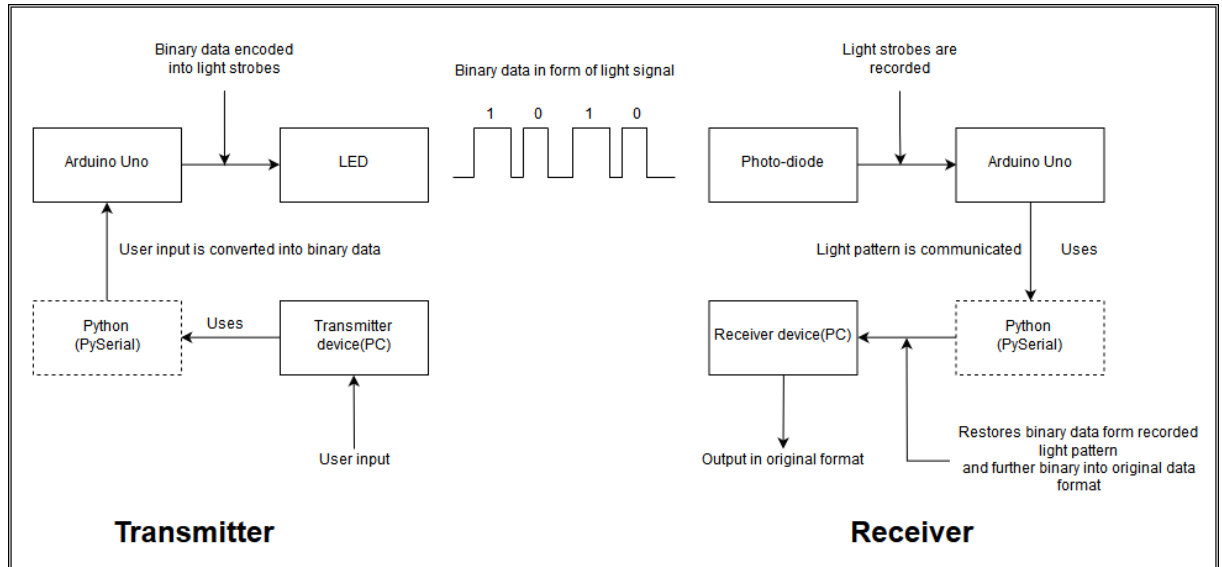 Binary data encoded
into light strobes
Binary data in form of light signal
Light strobes are
recorded
1 0 1 0
Arduino Uno
LED
Photo-diode
Arduino Uno
User input is converted into binary data
Light pattern is communicated
Uses
Python
(PySerial)
Uses
Transmitter
device(PC)
Receiver device(PC)
Python
(PySerial)
User input
Output in original format
Restores binary data form recorded
light pattern
and further binary into original data
format
Transmitter
Receiver